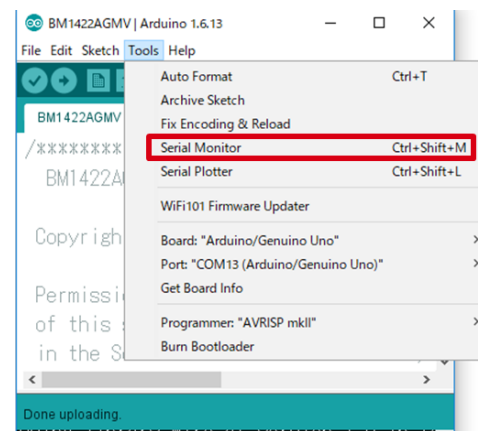 BM1422AGMV | Arduino 1.6.13
File Edit Sketch Tools Help
BM1422AGMV
/********
BM1422A
Copyrigh
Permissi
of this
in the S
Auto Format Ctrl+T
Archive Sketch
Fix Encoding & Reload
Serial Monitor Ctrl+Shift+M
Serial Plotter Ctrl+Shift+L
WiFi101 Firmware Updater
Board: "Arduino/Genuino Uno"
Port: "COM13 (Arduino/Genuino Uno)"
Get Board Info
Programmer: "AVRISP mkII"
Burn Bootloader
Done uploading.